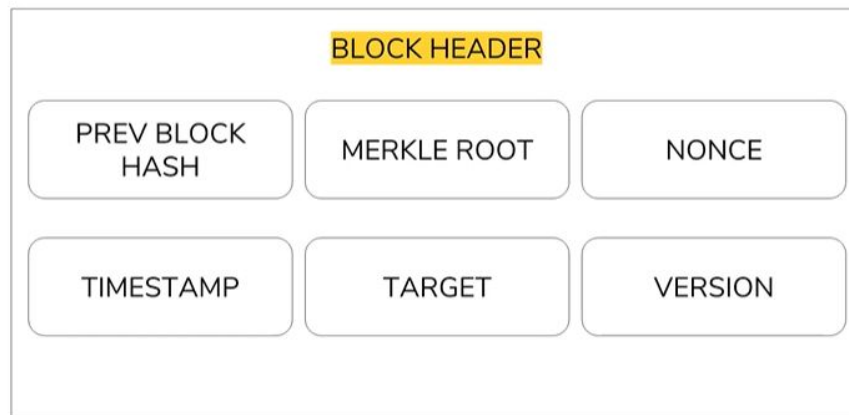 BLOCK HEADER
PREV BLOCK
HASH
MERKLE ROOT
NONCE
TIMESTAMP
TARGET
VERSION